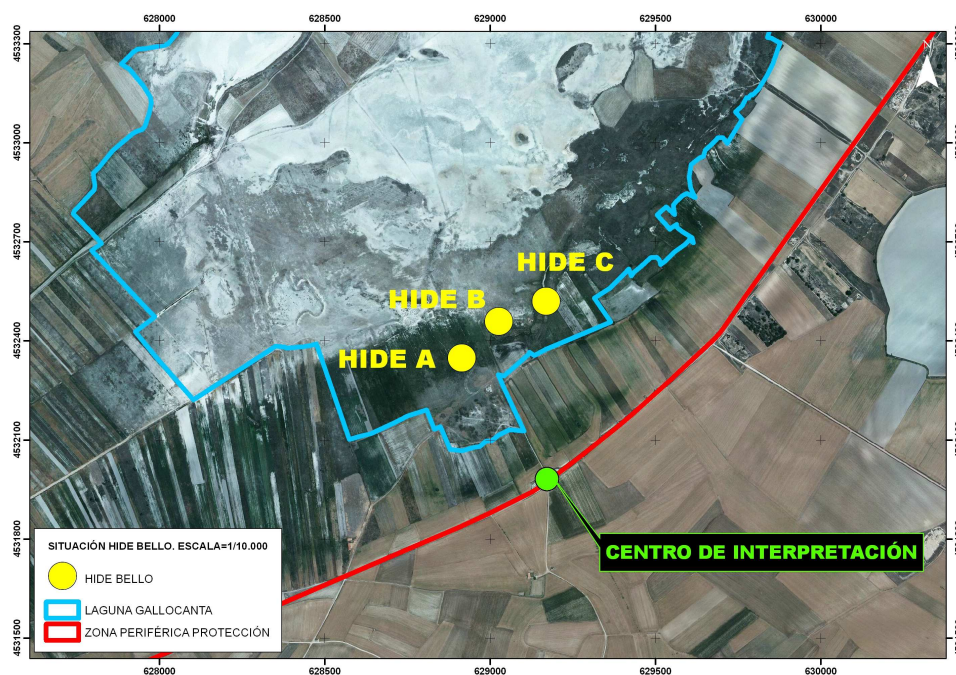 628000 628500 629000 629500 630000
4533300
4533000
4532700
4532400
4532100
4531800
4531500
N
HIDE C
HIDE B
HIDE A
CENTRO DE INTERPRETACIÓN
SITUACIÓN HIDE BELLO. ESCALA=1/10.000
HIDE BELLO
LAGUNA GALLOCANTA
ZONA PERIFÉRICA PROTECCIÓN
628000 628500 629000 629500 630000